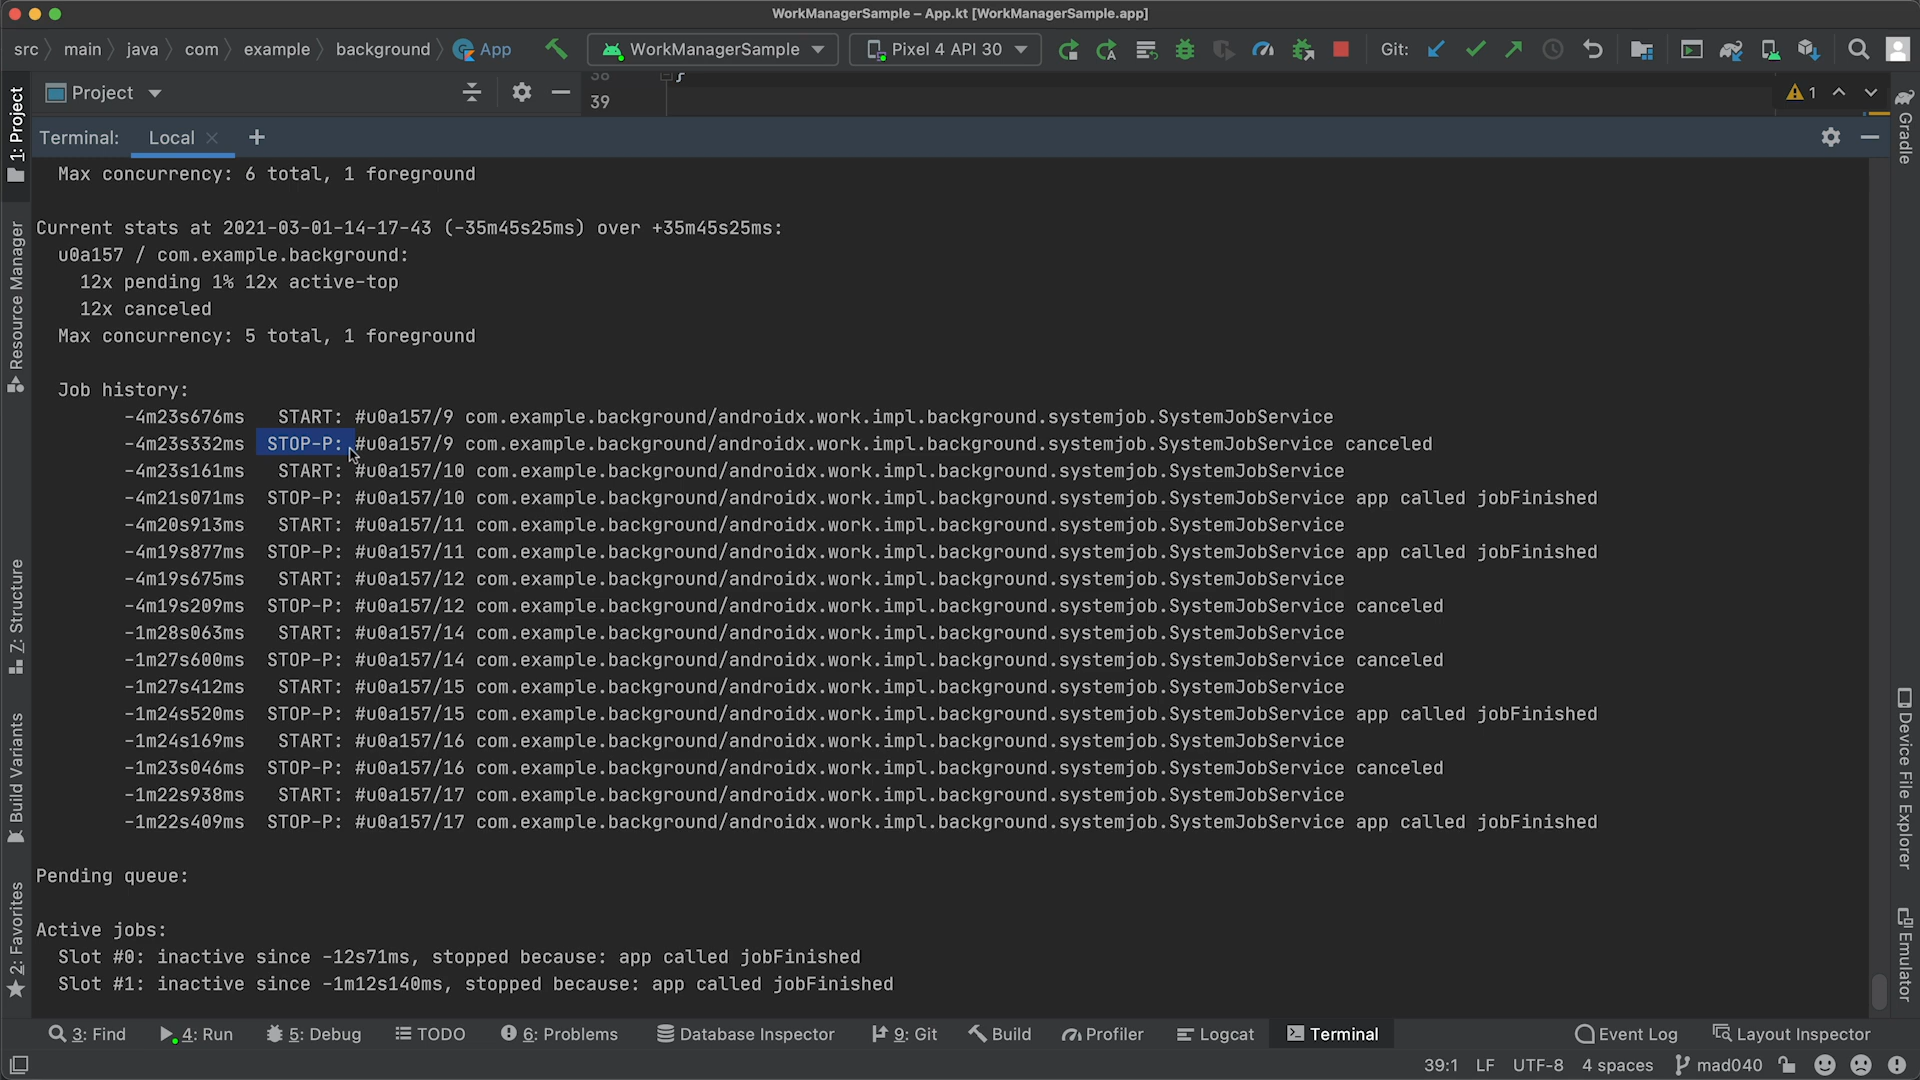 WorkManagerSample – App.kt [WorkManagerSample.app]
src main java com example background App WorkManagerSample Pixel 4 API 30 Git:
Project
38 }
39
1
Terminal: Local × +
Max concurrency: 6 total, 1 foreground
Current stats at 2021-03-01-14-17-43 (-35m45s25ms) over +35m45s25ms:
u0a157 / com.example.background:
12x pending 1% 12x active-top
12x canceled
Max concurrency: 5 total, 1 foreground
Job history:
-4m23s676ms START: #u0a157/9 com.example.background/androidx.work.impl.background.systemjob.SystemJobService
-4m23s332ms STOP-P: #u0a157/9 com.example.background/androidx.work.impl.background.systemjob.SystemJobService canceled
-4m23s161ms START: #u0a157/10 com.example.background/androidx.work.impl.background.systemjob.SystemJobService
-4m21s071ms STOP-P: #u0a157/10 com.example.background/androidx.work.impl.background.systemjob.SystemJobService app called jobFinished
-4m20s913ms START: #u0a157/11 com.example.background/androidx.work.impl.background.systemjob.SystemJobService
-4m19s877ms STOP-P: #u0a157/11 com.example.background/androidx.work.impl.background.systemjob.SystemJobService app called jobFinished
-4m19s675ms START: #u0a157/12 com.example.background/androidx.work.impl.background.systemjob.SystemJobService
-4m19s209ms STOP-P: #u0a157/12 com.example.background/androidx.work.impl.background.systemjob.SystemJobService canceled
-1m28s063ms START: #u0a157/14 com.example.background/androidx.work.impl.background.systemjob.SystemJobService
-1m27s600ms STOP-P: #u0a157/14 com.example.background/androidx.work.impl.background.systemjob.SystemJobService canceled
-1m27s412ms START: #u0a157/15 com.example.background/androidx.work.impl.background.systemjob.SystemJobService
-1m24s520ms STOP-P: #u0a157/15 com.example.background/androidx.work.impl.background.systemjob.SystemJobService app called jobFinished
-1m24s169ms START: #u0a157/16 com.example.background/androidx.work.impl.background.systemjob.SystemJobService
-1m23s046ms STOP-P: #u0a157/16 com.example.background/androidx.work.impl.background.systemjob.SystemJobService canceled
-1m22s938ms START: #u0a157/17 com.example.background/androidx.work.impl.background.systemjob.SystemJobService
-1m22s409ms STOP-P: #u0a157/17 com.example.background/androidx.work.impl.background.systemjob.SystemJobService app called jobFinished
Pending queue:
Active jobs:
Slot #0: inactive since -12s71ms, stopped because: app called jobFinished
Slot #1: inactive since -1m12s140ms, stopped because: app called jobFinished
1: Project
Resource Manager
Z: Structure
Build Variants
2: Favorites
Gradle
Device File Explorer
Emulator
3: Find 4: Run 5: Debug TODO 6: Problems Database Inspector 9: Git Build Profiler Logcat Terminal Event Log Layout Inspector
39:1 LF UTF-8 4 spaces mad040